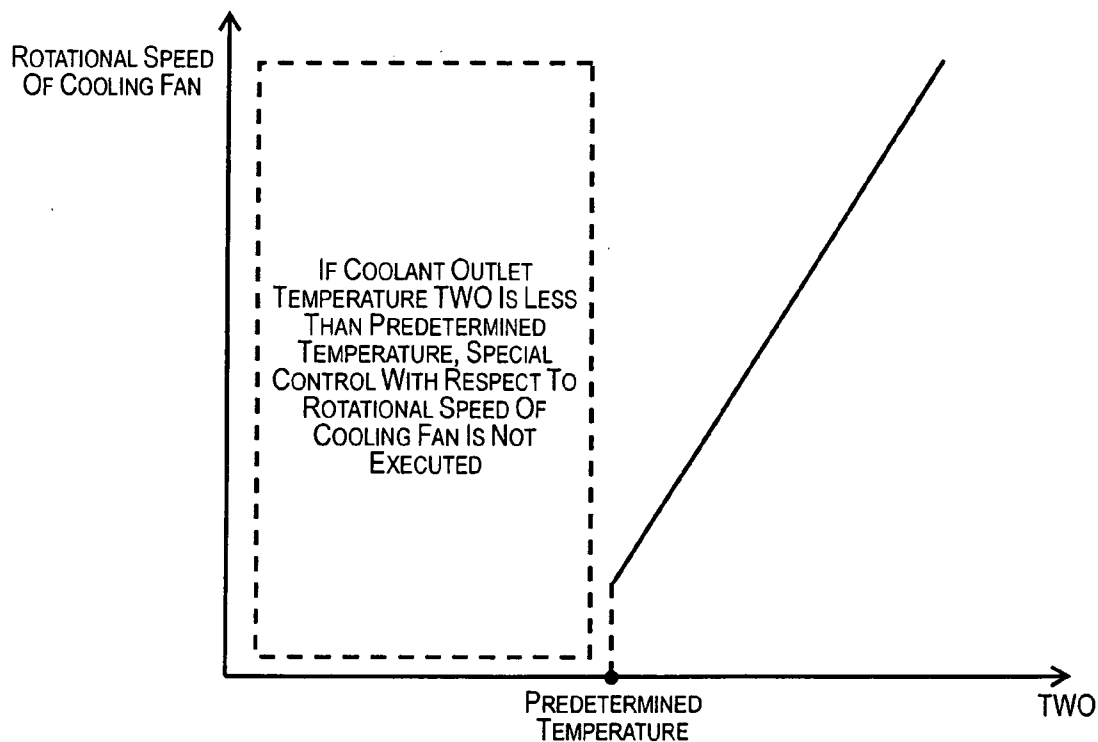 ROTATIONAL SPEED
OF COOLING FAN
IF COOLANT OUTLET
TEMPERATURE TWO IS LESS
THAN PREDETERMINED
TEMPERATURE, SPECIAL
CONTROL WITH RESPECT TO
ROTATIONAL SPEED OF
COOLING FAN IS NOT
EXECUTED
PREDETERMINED
TEMPERATURE
TWO